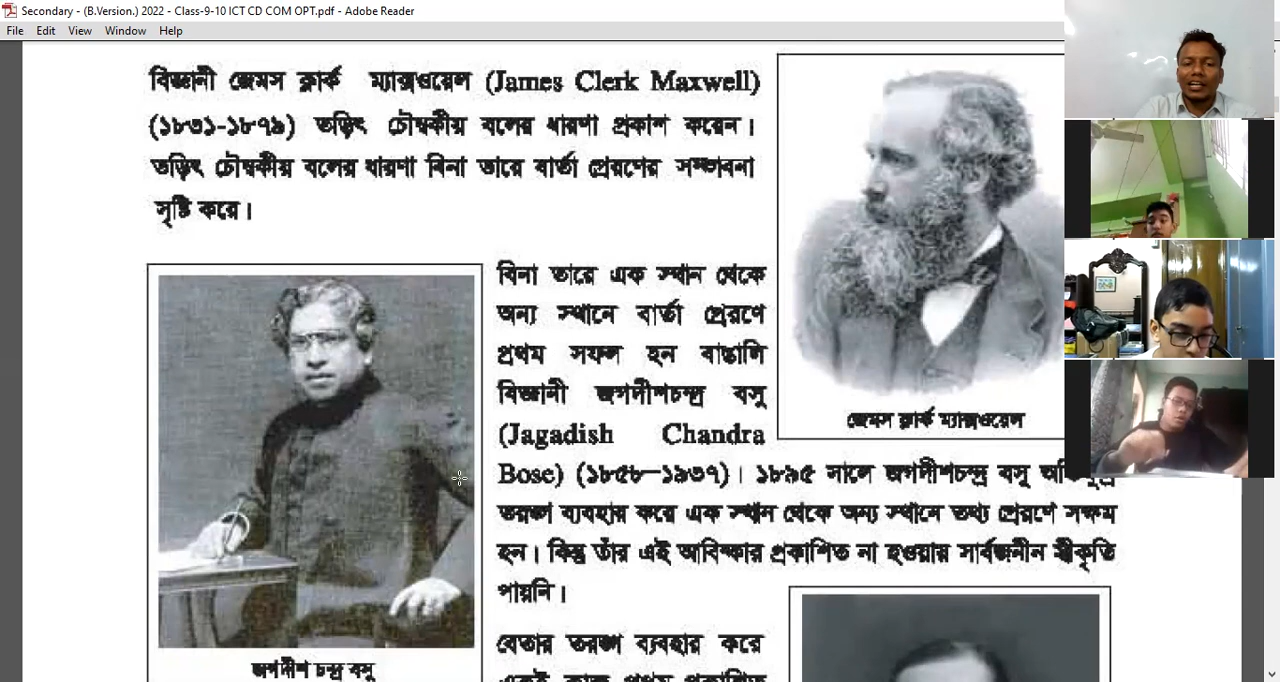 Secondary - (B.Version.) 2022 - Class-9-10 ICT CD COM OPT.pdf - Adobe Reader
File Edit View Window Help
বিজ্ঞানী জেমস ক্লার্ক ম্যাক্সওয়েল (James Clerk Maxwell)
(১৮৩১-১৮৭৯) তড়িৎ চৌম্বকীয় বলের ধারণা প্রকাশ করেন।
তড়িৎ চৌম্বকীয় বলের ধারণা বিনা তারে বার্তা প্রেরণের সম্ভাবনা
সৃষ্টি করে।
জেমস ক্লার্ক ম্যাক্সওয়েল
বিনা তারে এক স্থান থেকে
অন্য স্থানে বার্তা প্রেরণে
প্রথম সফল হন বাঙালি
বিজ্ঞানী জগদীশচন্দ্র বসু
(Jagadish Chandra
Bose) (১৮৫৮–১৯৩৭)। ১৮৯৫ সালে জগদীশচন্দ্র বসু
তরঙ্গ ব্যবহার করে এক স্থান থেকে অন্য স্থানে তথ্য প্রেরণে সক্ষম
হন। কিন্তু তাঁর এই আবিষ্কার প্রকাশিত না হওয়ায় সার্বজনীন স্বীকৃতি
পায়নি।
জগদীশ চন্দ্র বসু
বেতার তরঙ্গ ব্যবহার করে